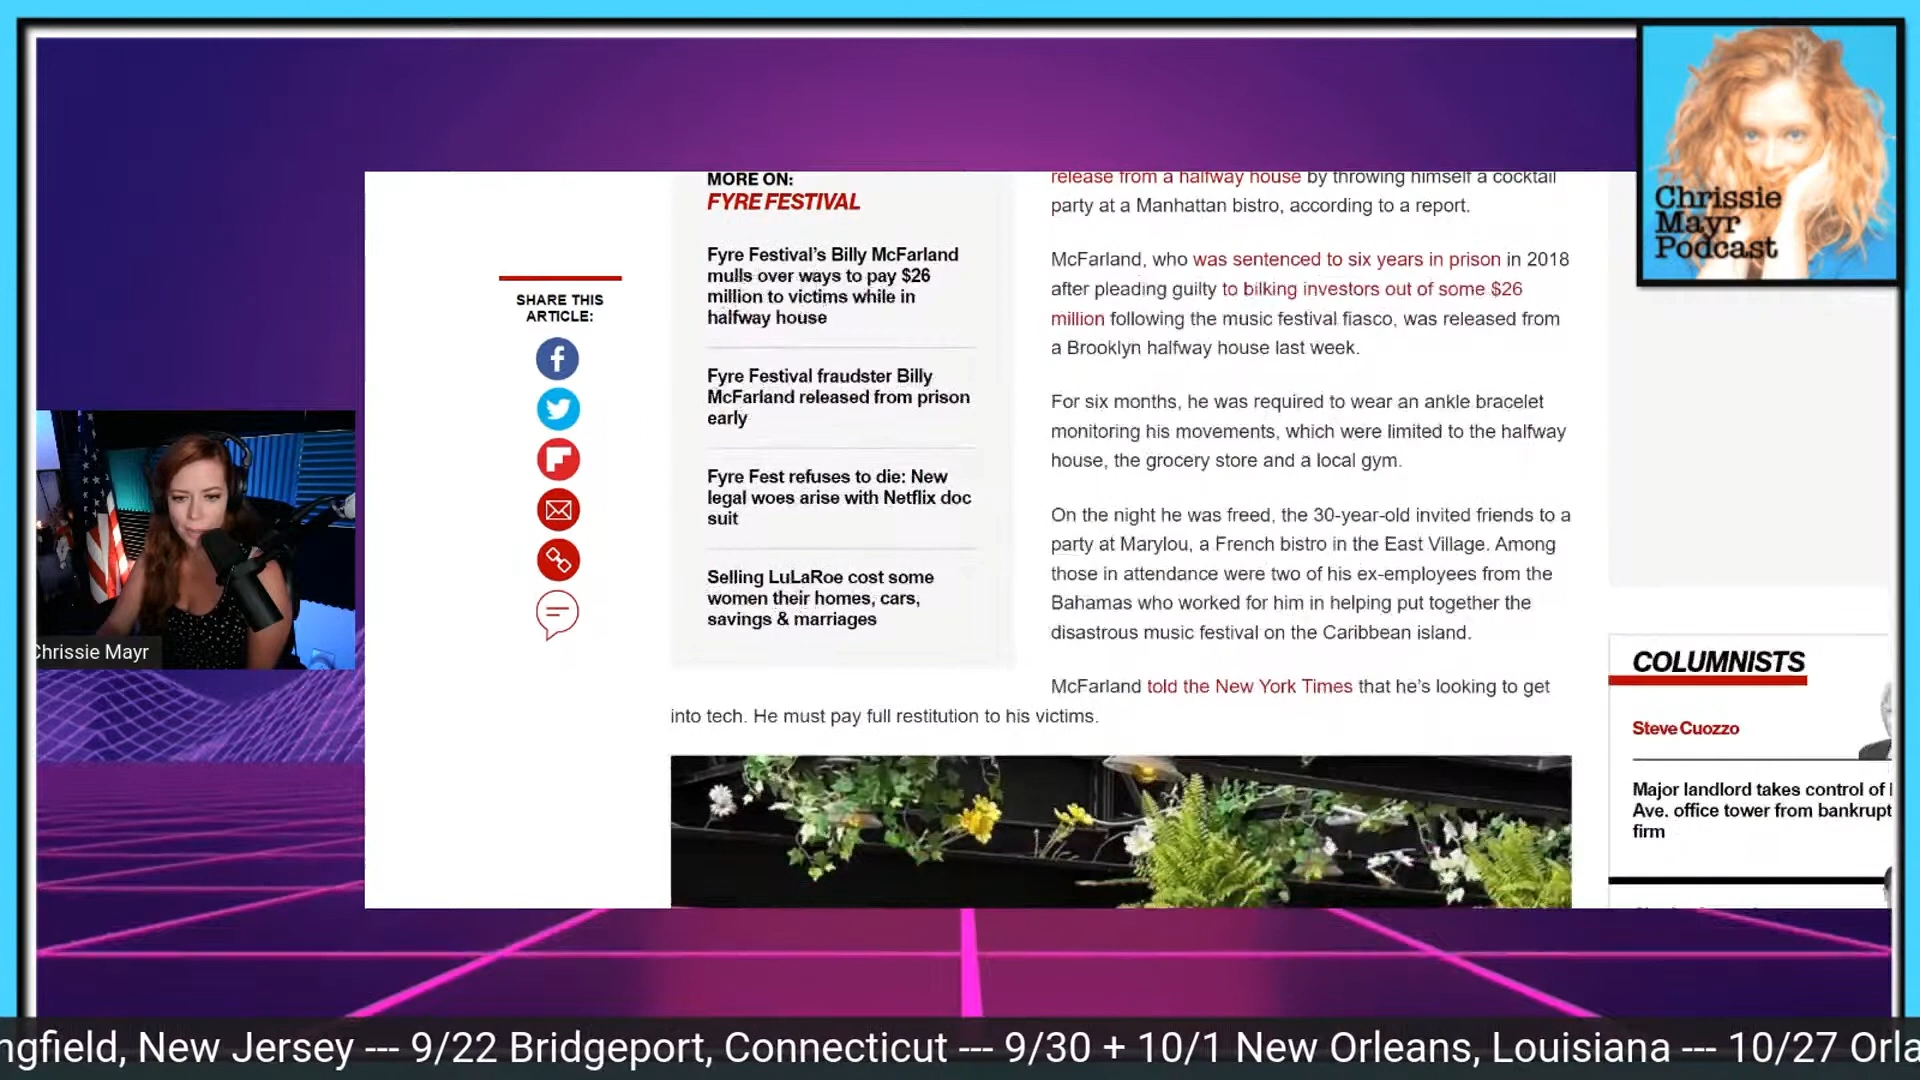 Chrissie
Mayr
Podcast
MORE ON:
FYRE FESTIVAL
Fyre Festival’s Billy McFarland
mulls over ways to pay $26
million to victims while in
halfway house
Fyre Festival fraudster Billy
McFarland released from prison
early
Fyre Fest refuses to die: New
legal woes arise with Netflix doc
suit
Selling LuLaRoe cost some
women their homes, cars,
savings & marriages
SHARE THIS
ARTICLE:
release from a halfway house by throwing himself a cocktail
party at a Manhattan bistro, according to a report.
McFarland, who was sentenced to six years in prison in 2018
after pleading guilty to bilking investors out of some $26
million following the music festival fiasco, was released from
a Brooklyn halfway house last week.
For six months, he was required to wear an ankle bracelet
monitoring his movements, which were limited to the halfway
house, the grocery store and a local gym.
On the night he was freed, the 30-year-old invited friends to a
party at Marylou, a French bistro in the East Village. Among
those in attendance were two of his ex-employees from the
Bahamas who worked for him in helping put together the
disastrous music festival on the Caribbean island.
McFarland told the New York Times that he’s looking to get
into tech. He must pay full restitution to his victims.
COLUMNISTS
Steve Cuozzo
Major landlord takes control of
Ave. office tower from bankrupt
firm
Chrissie Mayr
ngfield, New Jersey --- 9/22 Bridgeport, Connecticut --- 9/30 + 10/1 New Orleans, Louisiana --- 10/27 Orla